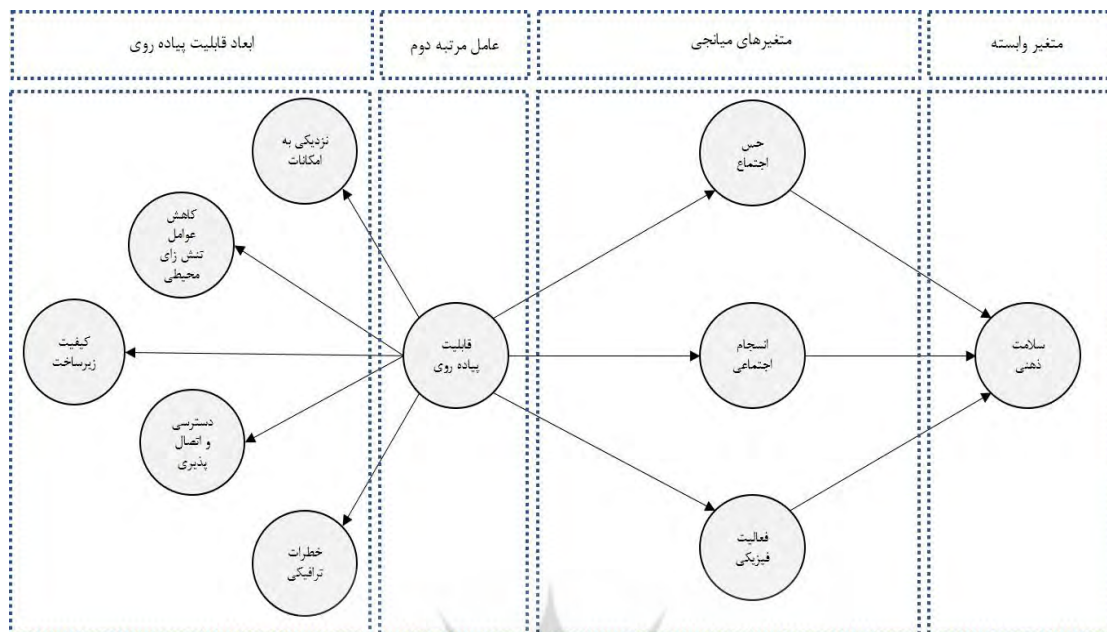 متغیر وابسته
متغیرهای میانجی
عامل مرتبه دوم
ابعاد قابلیت پیاده روی
سلامت
ذهنی
حس
اجتماع
انسجام
اجتماعی
فعالیت
فیزیکی
قابلیت
پیاده روی
نزدیکی به
امکانات
کاهش
عوامل
تنش زای
محیطی
کیفیت
زیرساخت
دسترسی
و اتصال
پذیری
خطرات
ترافیکی